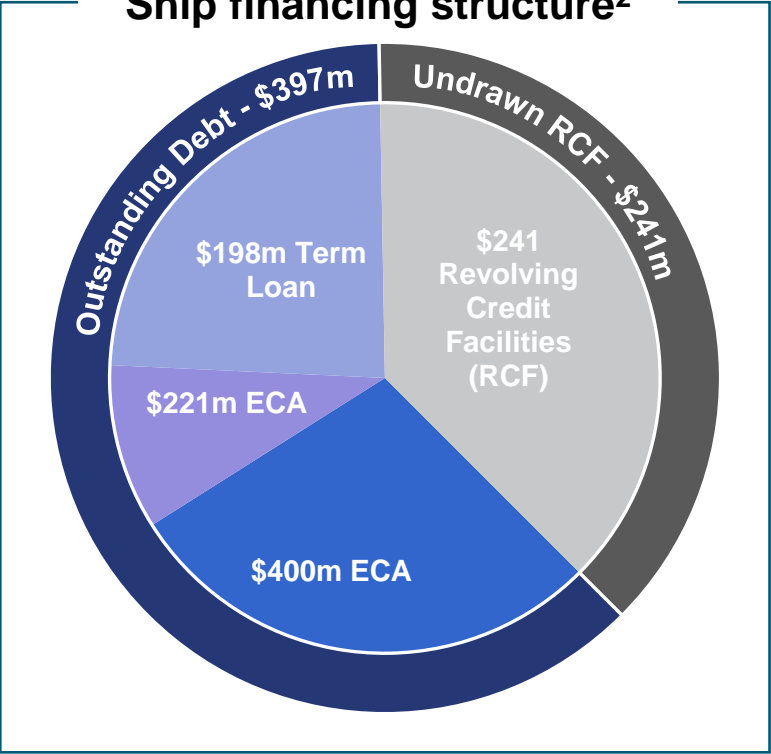 Ship financing structure²
Outstanding Debt - $397m
Undrawn RCF - $241m
$198m Term
Loan
$241
Revolving
Credit
Facilities
(RCF)
$221m ECA
$400m ECA